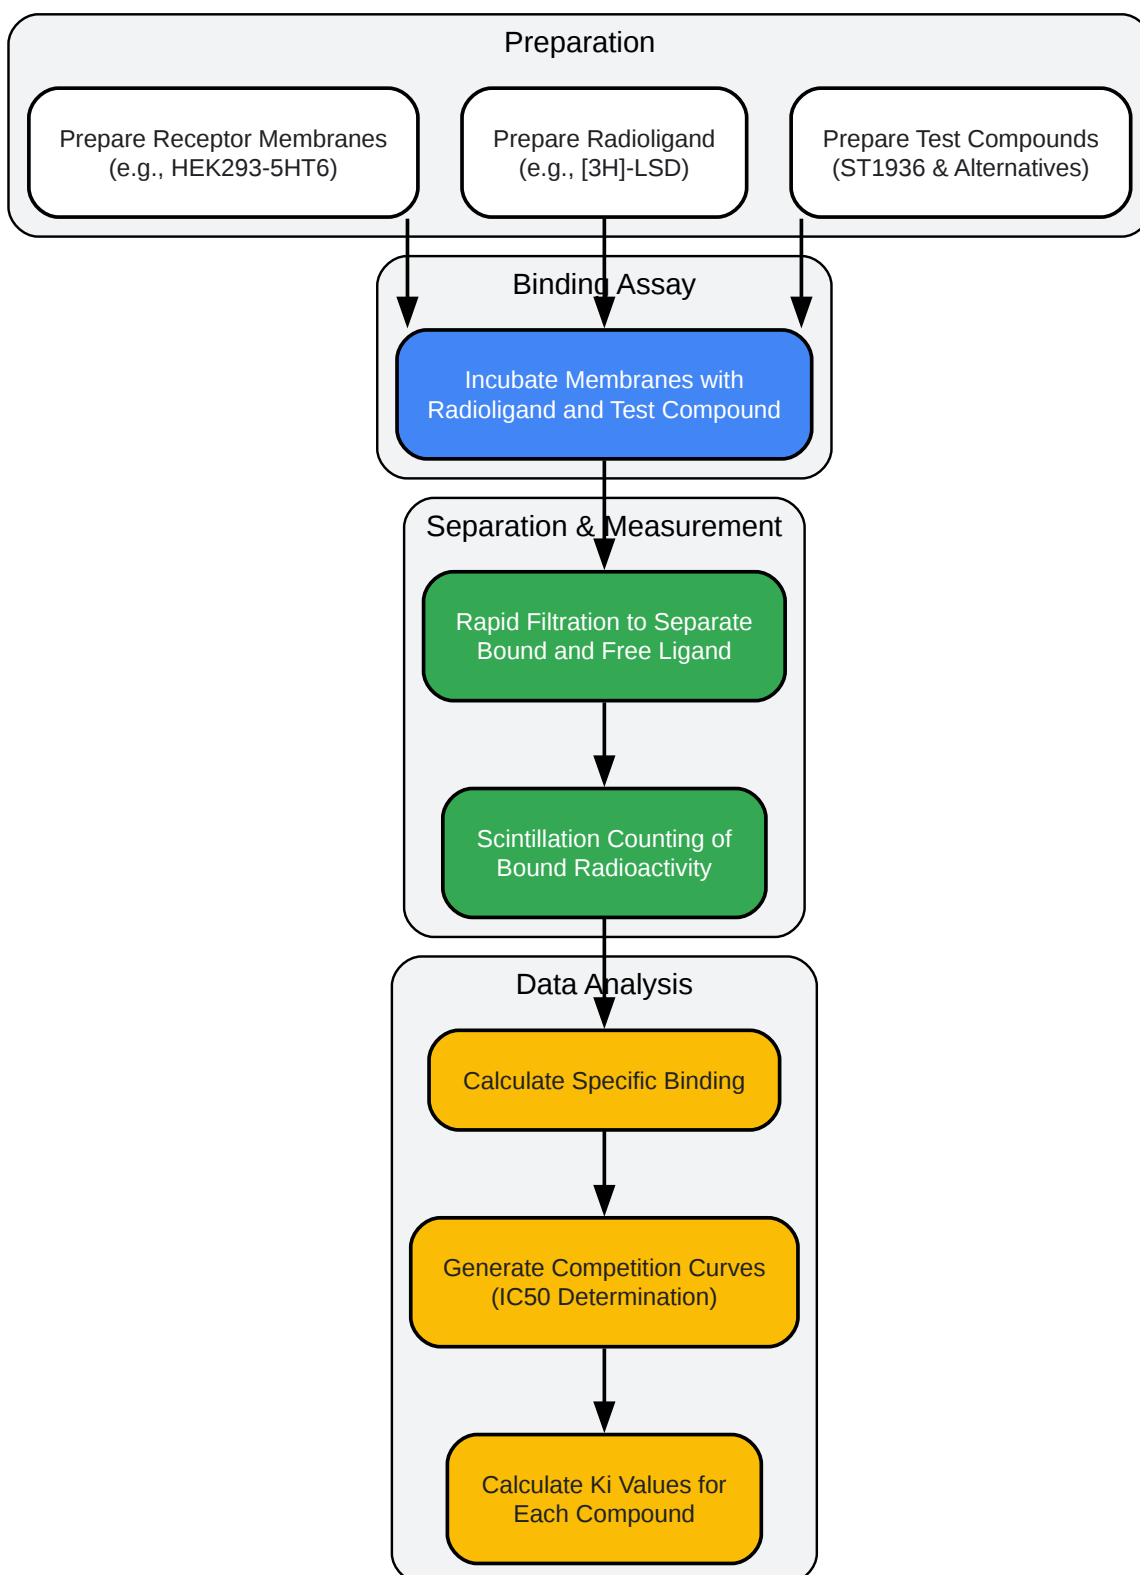 Preparation
Prepare Receptor Membranes
(e.g., HEK293-5HT6)
Prepare Radioligand
(e.g., [3H]-LSD)
Prepare Test Compounds
(ST1936 & Alternatives)
Binding Assay
Incubate Membranes with
Radioligand and Test Compound
Separation & Measurement
Rapid Filtration to Separate
Bound and Free Ligand
Scintillation Counting of
Bound Radioactivity
Data Analysis
Calculate Specific Binding
Generate Competition Curves
(IC50 Determination)
Calculate Ki Values for
Each Compound